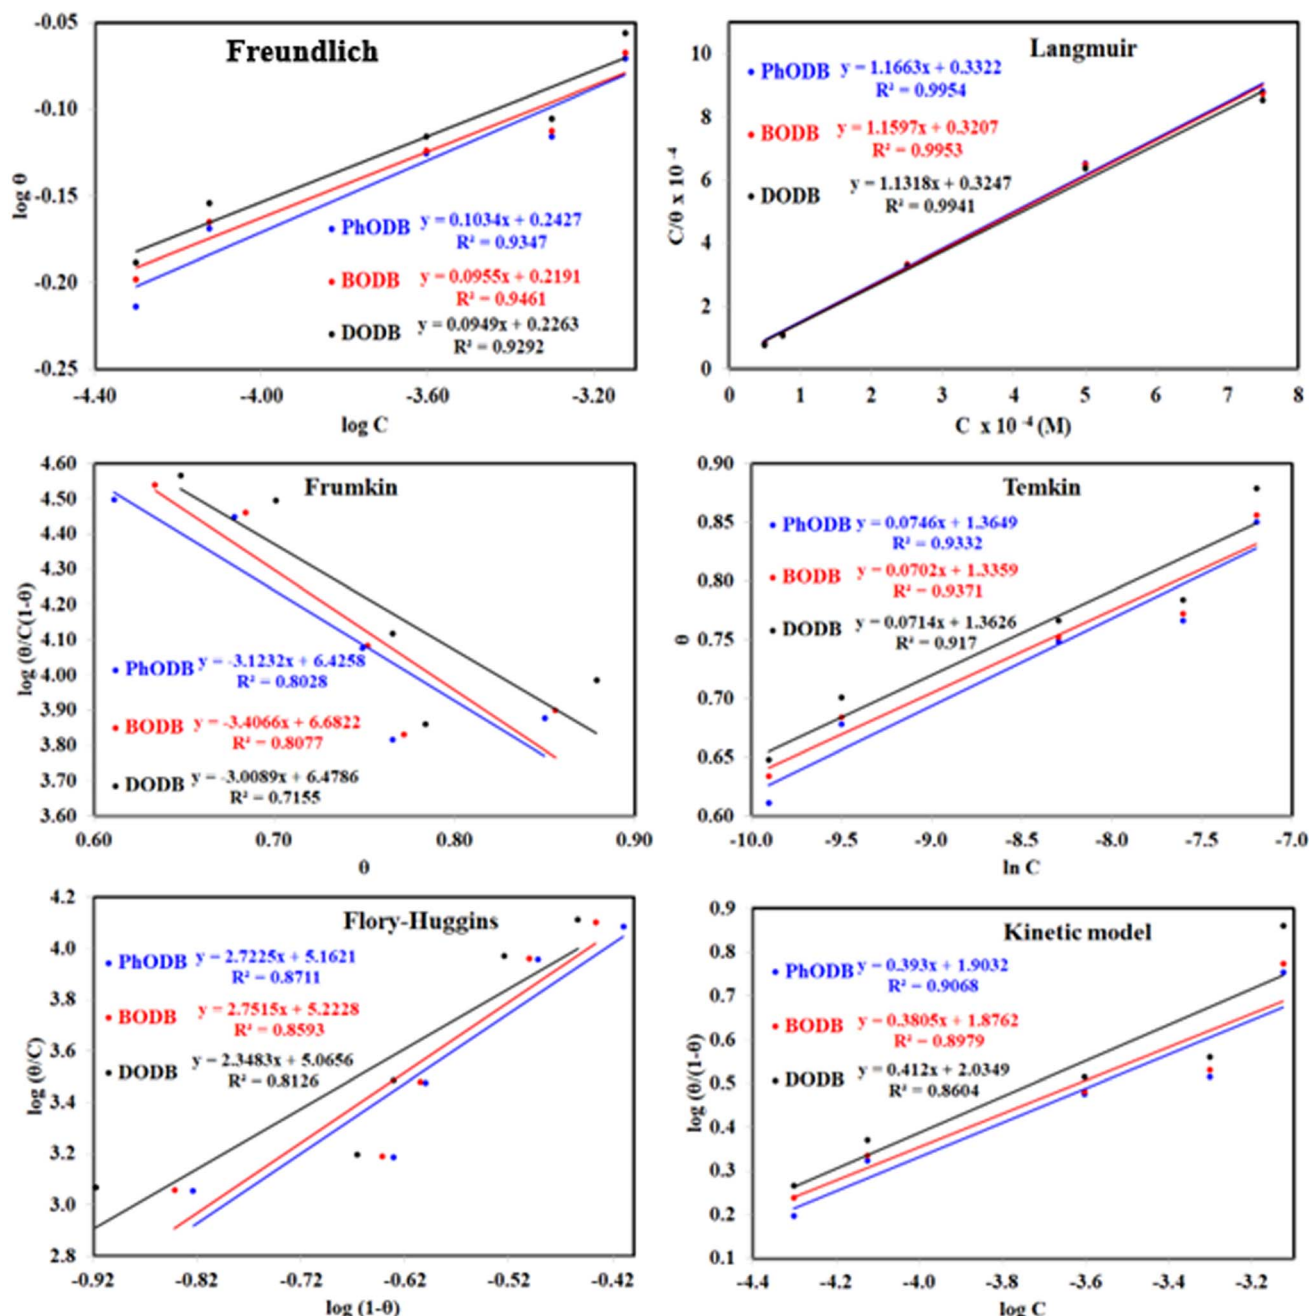 Freundlich
-0.05
-0.10
-0.15
-0.20
-0.25
log θ
PhODB y = 0.1034x + 0.2427
R² = 0.9347
BODB y = 0.0955x + 0.2191
R² = 0.9461
DODB y = 0.0949x + 0.2263
R² = 0.9292
-4.40 -4.00 -3.60 -3.20
log C
Langmuir
10
8
6
4
2
0
C/θ x 10 -4
PhODB y = 1.1663x + 0.3322
R² = 0.9954
BODB y = 1.1597x + 0.3207
R² = 0.9953
DODB y = 1.1318x + 0.3247
R² = 0.9941
0 1 2 3 4 5 6 7 8
C x 10 -4 (M)
Frumkin
4.60
4.50
4.40
4.30
4.20
4.10
4.00
3.90
3.80
3.70
3.60
log (θ/C(1-θ)
PhODB y = -3.1232x + 6.4258
R² = 0.8028
BODB y = -3.4066x + 6.6822
R² = 0.8077
DODB y = -3.0089x + 6.4786
R² = 0.7155
0.60 0.70 0.80 0.90
θ
Temkin
0.90
0.85
0.80
0.75
0.70
0.65
0.60
θ
PhODB y = 0.0746x + 1.3649
R² = 0.9332
BODB y = 0.0702x + 1.3359
R² = 0.9371
DODB y = 0.0714x + 1.3626
R² = 0.917
-10.0 -9.5 -9.0 -8.5 -8.0 -7.5 -7.0
ln C
Flory-Huggins
4.2
4.0
3.8
3.6
3.4
3.2
3.0
2.8
log (θ/C)
PhODB y = 2.7225x + 5.1621
R² = 0.8711
BODB y = 2.7515x + 5.2228
R² = 0.8593
DODB y = 2.3483x + 5.0656
R² = 0.8126
-0.92 -0.82 -0.72 -0.62 -0.52 -0.42
log (1-θ)
Kinetic model
0.9
0.8
0.7
0.6
0.5
0.4
0.3
0.2
0.1
log (θ/(1-θ)
PhODB y = 0.393x + 1.9032
R² = 0.9068
BODB y = 0.3805x + 1.8762
R² = 0.8979
DODB y = 0.412x + 2.0349
R² = 0.8604
-4.4 -4.2 -4.0 -3.8 -3.6 -3.4 -3.2
log C